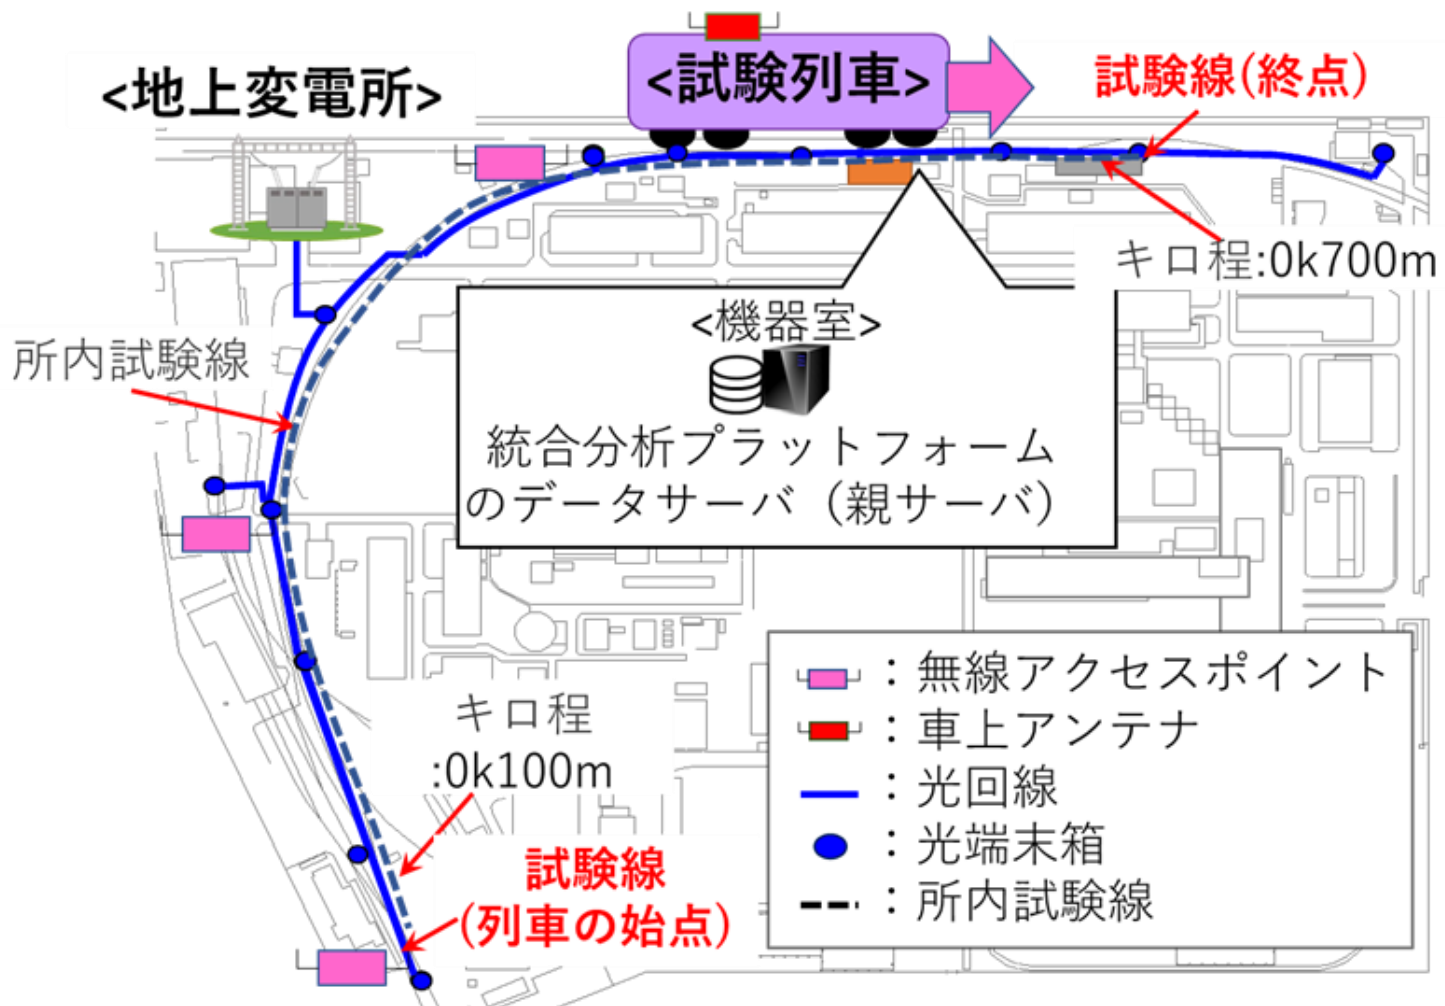 <地上変電所>
<試験列車>
試験線(終点)
キロ程:0k700m
所内試験線
<機器室>
統合分析プラットフォーム
のデータサーバ（親サーバ）
キロ程
:0k100m
試験線
(列車の始点)
：無線アクセスポイント
：車上アンテナ
：光回線
：光端末箱
：所内試験線